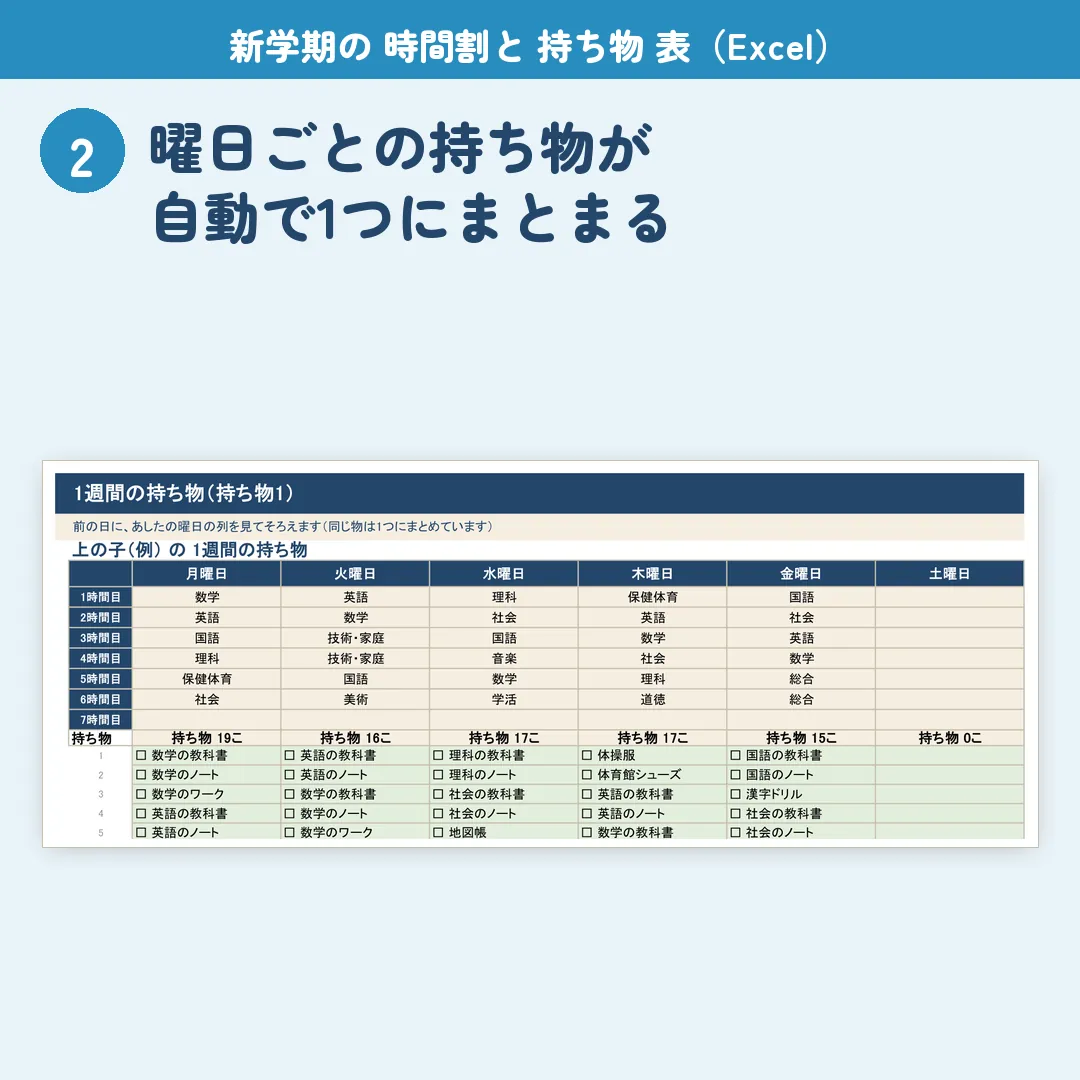 新学期の 時間割と 持ち物 表（Excel）
2
曜日ごとの持ち物が
自動で1つにまとまる
1週間の持ち物（持ち物1）
前の日に、あしたの曜日の列を見てそろえます（同じ物は1つにまとめています）
上の子（例） の 1週間の持ち物
月曜日 火曜日 水曜日 木曜日 金曜日 土曜日
1時間目 数学 英語 理科 保健体育 国語
2時間目 英語 数学 社会 英語 社会
3時間目 国語 技術・家庭 国語 数学 英語
4時間目 理科 技術・家庭 音楽 社会 数学
5時間目 保健体育 国語 数学 理科 総合
6時間目 社会 美術 学活 道徳 総合
7時間目
持ち物 持ち物 19こ 持ち物 16こ 持ち物 17こ 持ち物 17こ 持ち物 15こ 持ち物 0こ
1 □ 数学の教科書 □ 英語の教科書 □ 理科の教科書 □ 体操服 □ 国語の教科書
2 □ 数学のノート □ 英語のノート □ 理科のノート □ 体育館シューズ □ 国語のノート
3 □ 数学のワーク □ 数学の教科書 □ 社会の教科書 □ 英語の教科書 □ 漢字ドリル
4 □ 英語の教科書 □ 数学のノート □ 社会のノート □ 英語のノート □ 社会の教科書
5 □ 英語のノート □ 数学のワーク □ 地図帳 □ 数学の教科書 □ 社会のノート